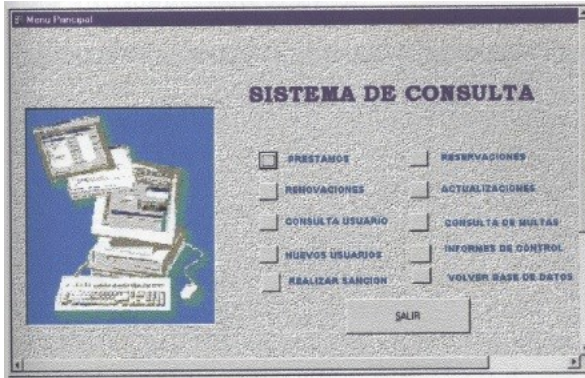 Menu Principal
SISTEMA DE CONSULTA
PRESTAMOS
RESERVACIONES
RENOVACIONES
ACTUALIZACIONES
CONSULTA USUARIO
CONSULTA DE MULTAS
NUEVOS USUARIOS
INFORMES DE CONTROL
REALIZAR SANCION
VOLVER BASE DE DATOS
SALIR